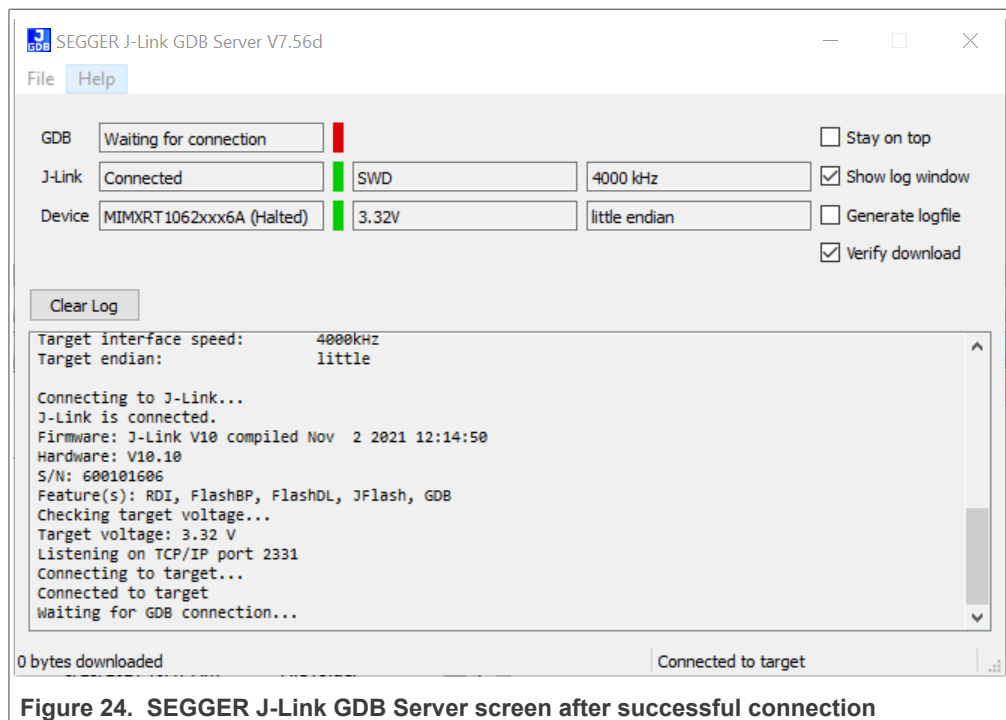 J
GDB
SEGGER J-Link GDB Server V7.56d
File Help
GDB Waiting for connection Stay on top
J-Link Connected SWD 4000 kHz Show log window
Device MIMXRT1062xxx6A (Halted) 3.32V little endian Generate logfile
Verify download
Clear Log
Target interface speed: 4000kHz
Target endian: little
Connecting to J-Link...
J-Link is connected.
Firmware: J-Link V10 compiled Nov 2 2021 12:14:50
Hardware: V10.10
S/N: 600101606
Feature(s): RDI, FlashBP, FlashDL, JFlash, GDB
Checking target voltage...
Target voltage: 3.32 V
Listening on TCP/IP port 2331
Connecting to target...
Connected to target
Waiting for GDB connection...
0 bytes downloaded Connected to target
Figure 24. SEGGER J-Link GDB Server screen after successful connection